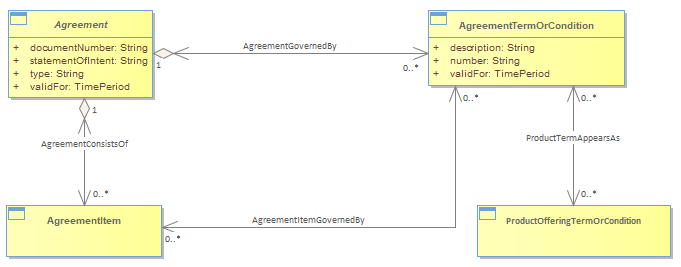 Agreement
+ documentNumber: String
+ statementOfIntent: String
+ type: String
+ validFor: TimePeriod
AgreementGovernedBy
1
0..*
AgreementTermOrCondition
+ description: String
+ number: String
+ validFor: TimePeriod
1
0..*
0..*
AgreementConsistsOf
ProductTermAppearsAs
0..*
0..*
AgreementItem
AgreementItemGovernedBy
0..*
ProductOfferingTermOrCondition